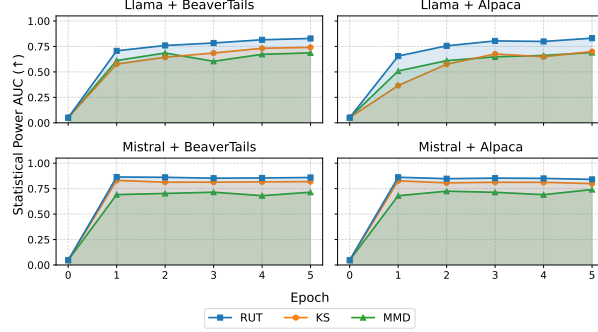 Llama + BeaverTails
Llama + Alpaca
Statistical Power AUC (↑)
1.00
0.75
0.50
0.25
0.00
Mistral + BeaverTails
Mistral + Alpaca
1.00
0.75
0.50
0.25
0.00
0 1 2 3 4 5
0 1 2 3 4 5
Epoch
RUT KS MMD